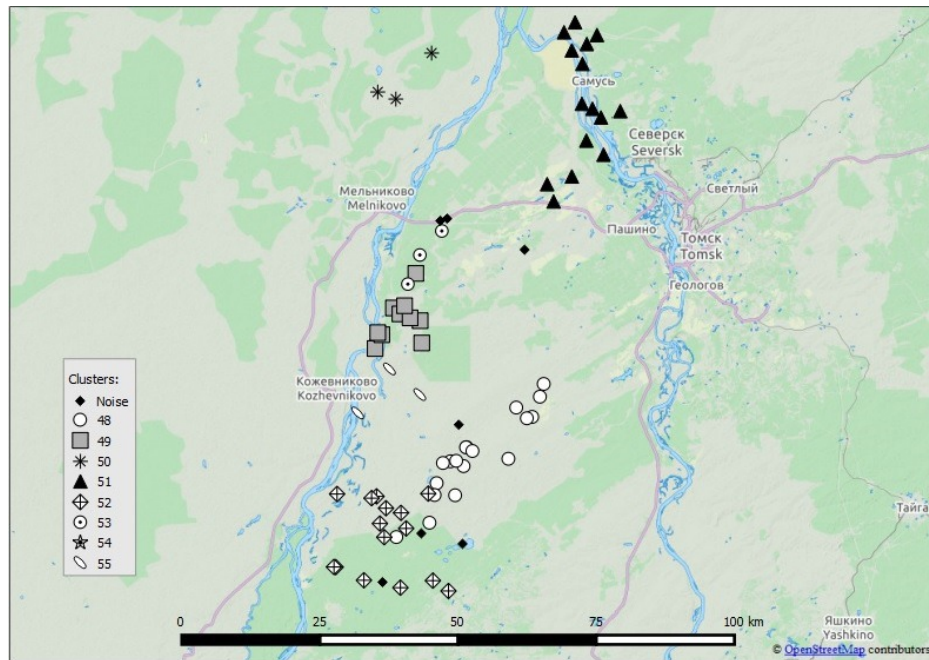 Самусь
Северск
Seversk
Светлый
Мельниково
Melnikovo
Пашино
Томск
Tomsk
Геологов
Кожевниково
Kozhevnikovo
Clusters:
Noise
48
49
50
51
52
53
54
55
Тайга
0 25 50 75 100 km
Яшкино
Yashkino
© OpenStreetMap contributors